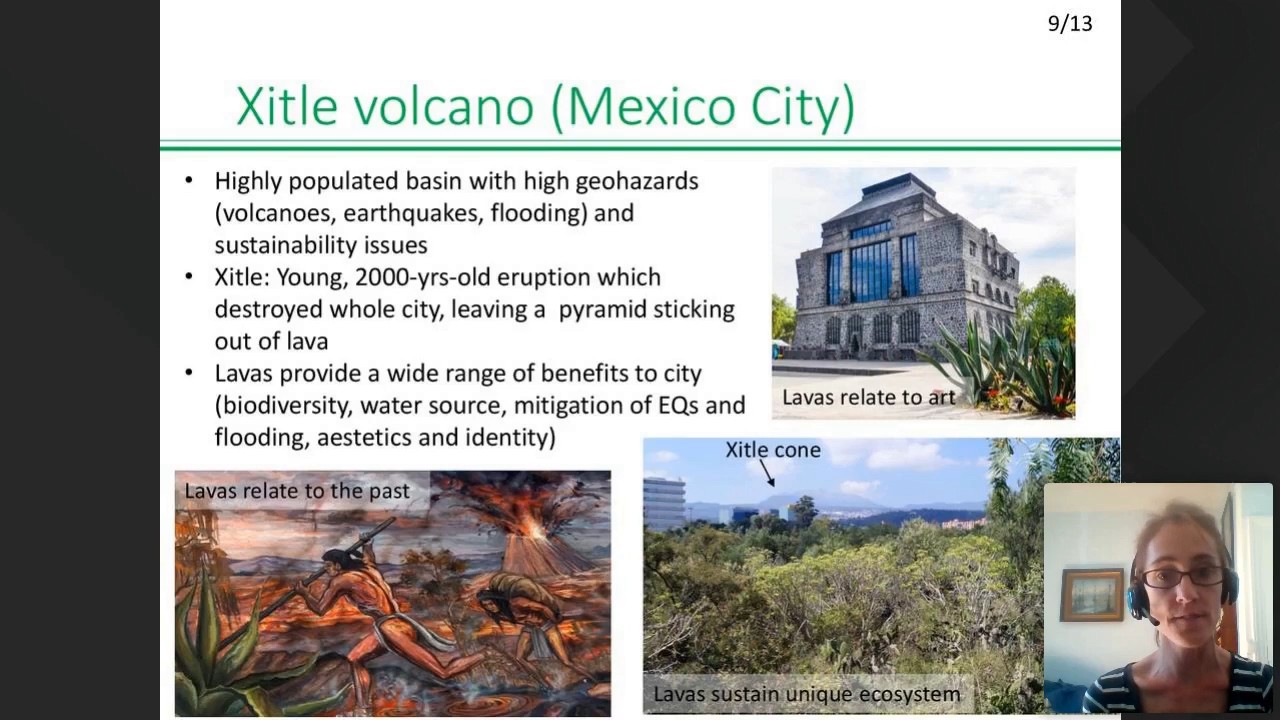 9/13
Xitle volcano (Mexico City)
• Highly populated basin with high geohazards
(volcanoes, earthquakes, flooding) and
sustainability issues
• Xitle: Young, 2000-yrs-old eruption which
destroyed whole city, leaving a  pyramid sticking
out of lava
• Lavas provide a wide range of benefits to city
(biodiversity, water source, mitigation of EQs and
flooding, aestetics and identity)
Lavas relate to art
Xitle cone
Lavas relate to the past
Lavas sustain unique ecosystem